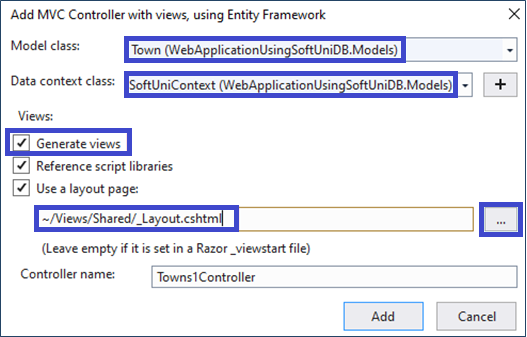 Add MVC Controller with views, using Entity Framework
Model class: Town (WebApplicationUsingSoftUniDB.Models)
Data context class: SoftUniContext (WebApplicationUsingSoftUniDB.Models) +
Views:
Generate views
Reference script libraries
Use a layout page:
~/Views/Shared/_Layout.cshtml ...
(Leave empty if it is set in a Razor _viewstart file)
Controller name: Towns1Controller
Add Cancel